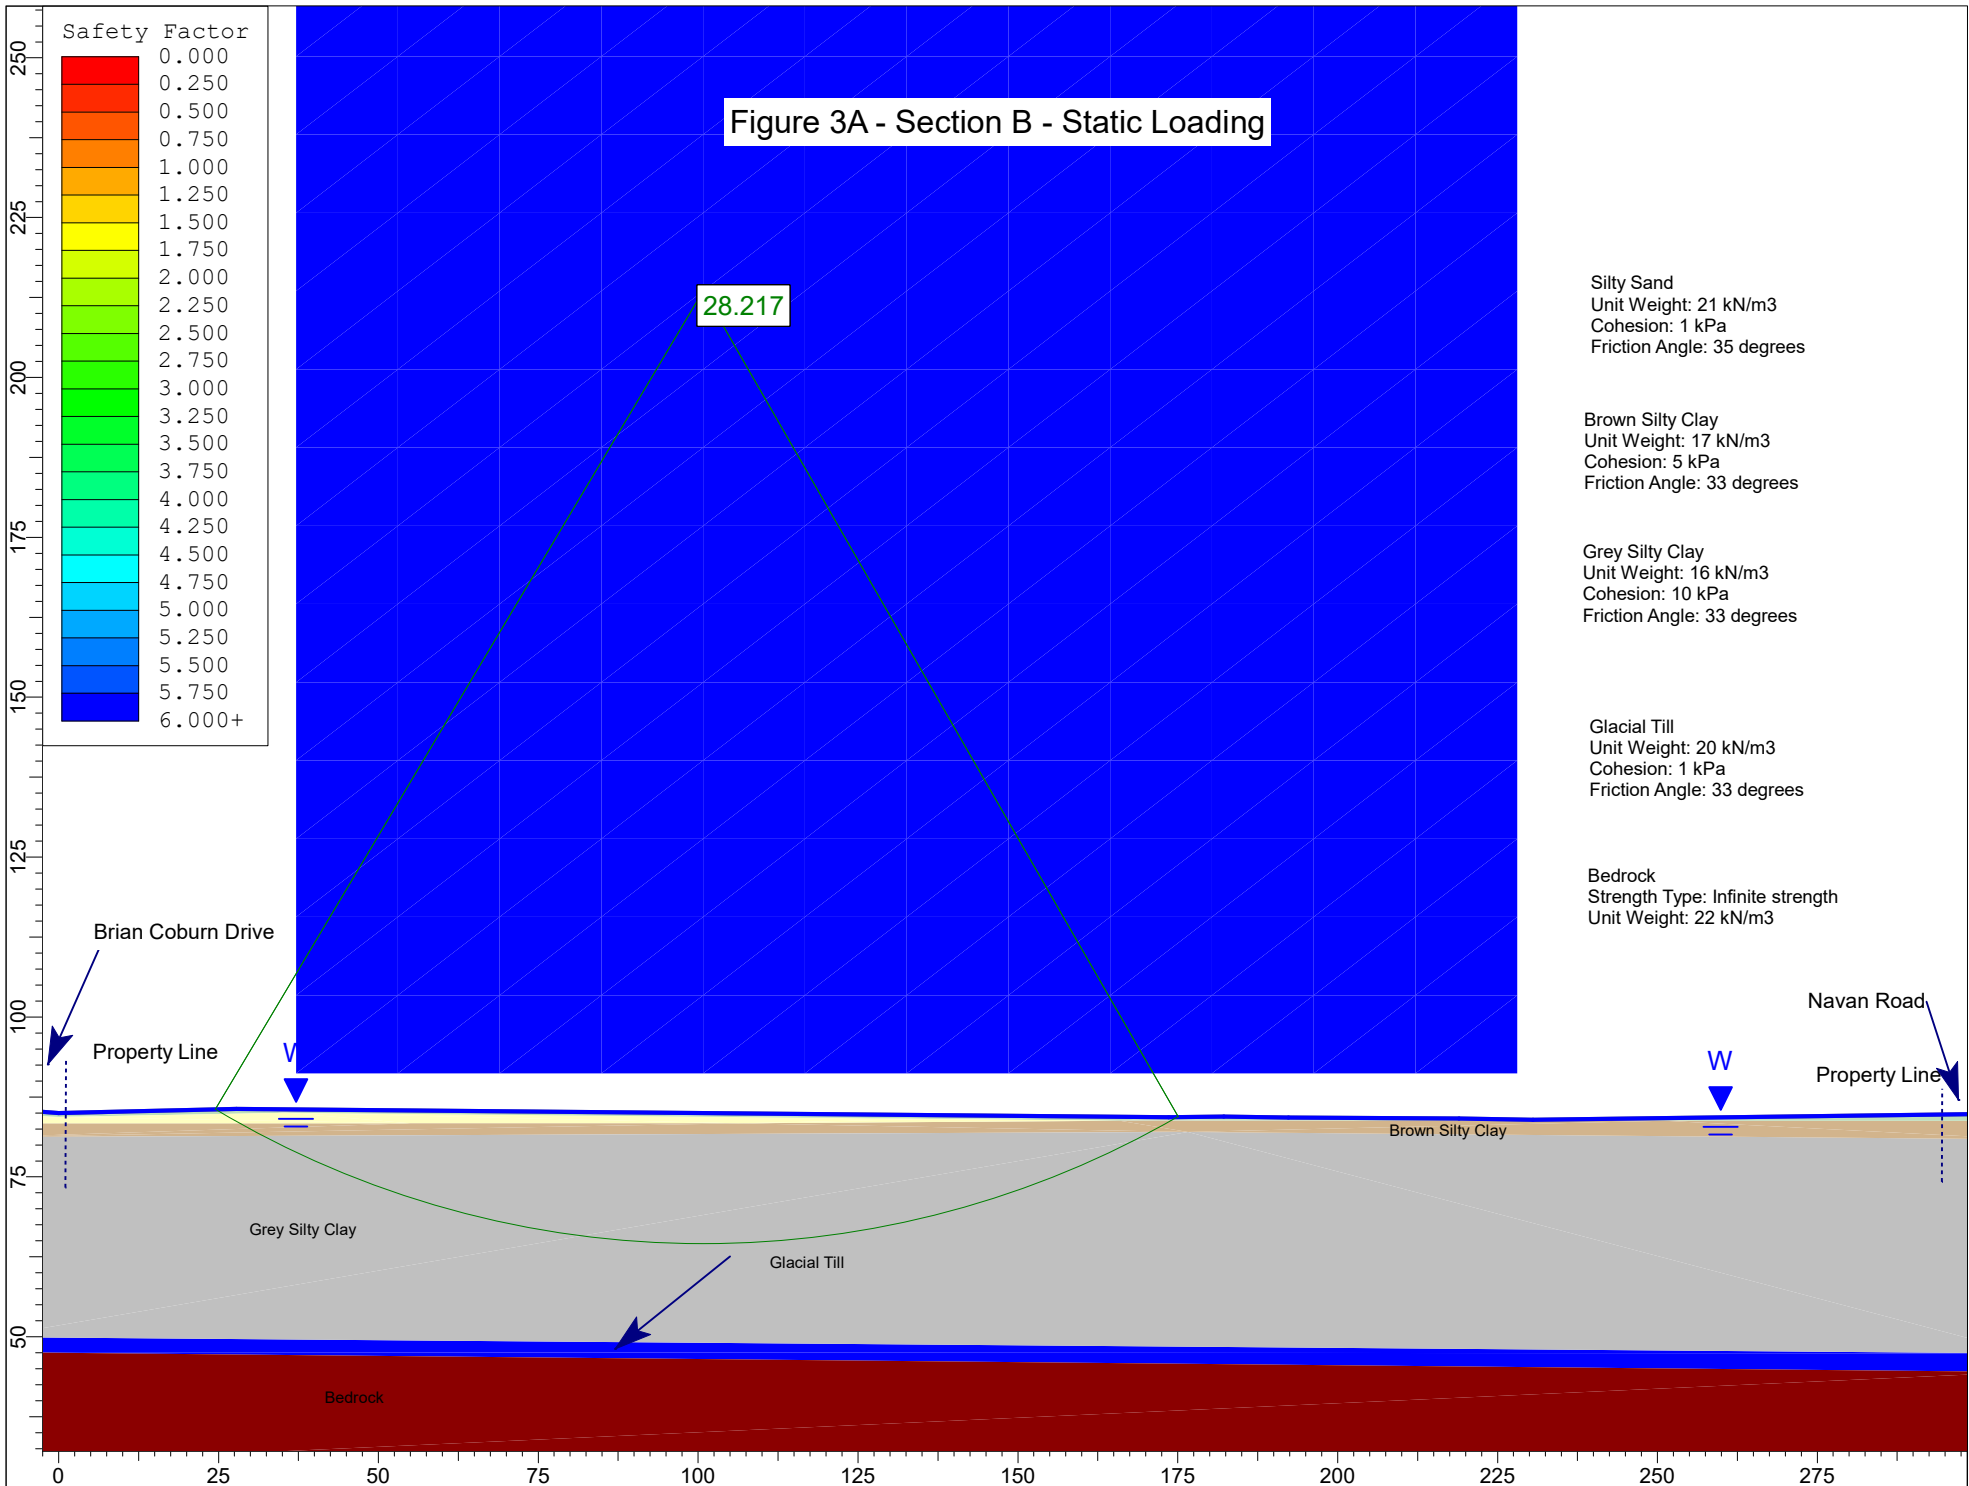 Safety Factor
0.000
0.250
0.500
0.750
1.000
1.250
1.500
1.750
2.000
2.250
2.500
2.750
3.000
3.250
3.500
3.750
4.000
4.250
4.500
4.750
5.000
5.250
5.500
5.750
6.000+
Figure 3A - Section B - Static Loading
28.217
Silty Sand
Unit Weight: 21 kN/m3
Cohesion: 1 kPa
Friction Angle: 35 degrees
Brown Silty Clay
Unit Weight: 17 kN/m3
Cohesion: 5 kPa
Friction Angle: 33 degrees
Grey Silty Clay
Unit Weight: 16 kN/m3
Cohesion: 10 kPa
Friction Angle: 33 degrees
Glacial Till
Unit Weight: 20 kN/m3
Cohesion: 1 kPa
Friction Angle: 33 degrees
Bedrock
Strength Type: Infinite strength
Unit Weight: 22 kN/m3
Brian Coburn Drive
Property Line
W
Navan Road
Property Line
W
Brown Silty Clay
Grey Silty Clay
Glacial Till
Bedrock
250
225
200
175
150
125
100
75
50
0
25
50
75
100
125
150
175
200
225
250
275